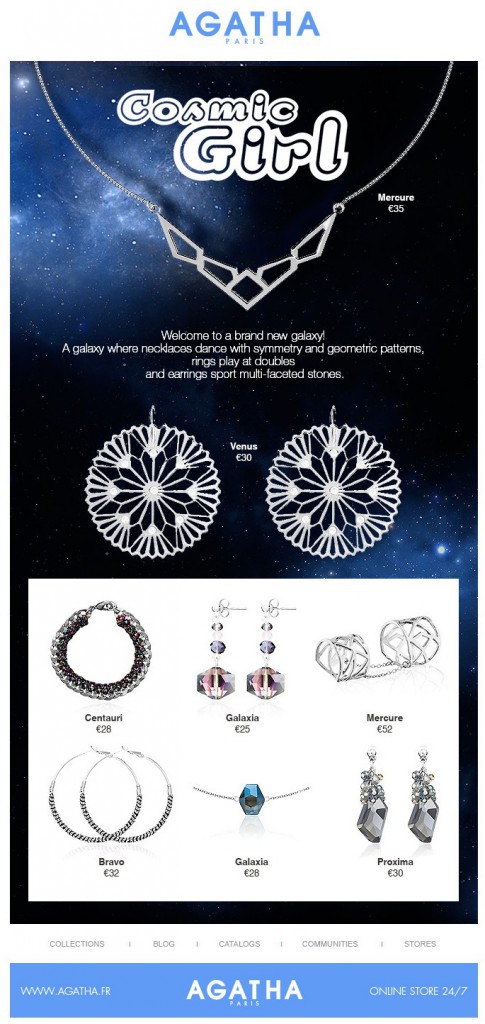 AGATHA
PARIS
Cosmic
Girl
Mercure
€35
Welcome to a brand new galaxy!
A galaxy where necklaces dance with symmetry and geometric patterns,
rings play at doubles
and earrings sport multi-faceted stones.
Venus
€30
Centauri
€28
Galaxia
€25
Mercure
€52
Bravo
€32
Galaxia
€28
Proxima
€30
COLLECTIONS | BLOG | CATALOGS | COMMUNITIES | STORES
WWW.AGATHA.FR
AGATHA
PARIS
ONLINE STORE 24/7